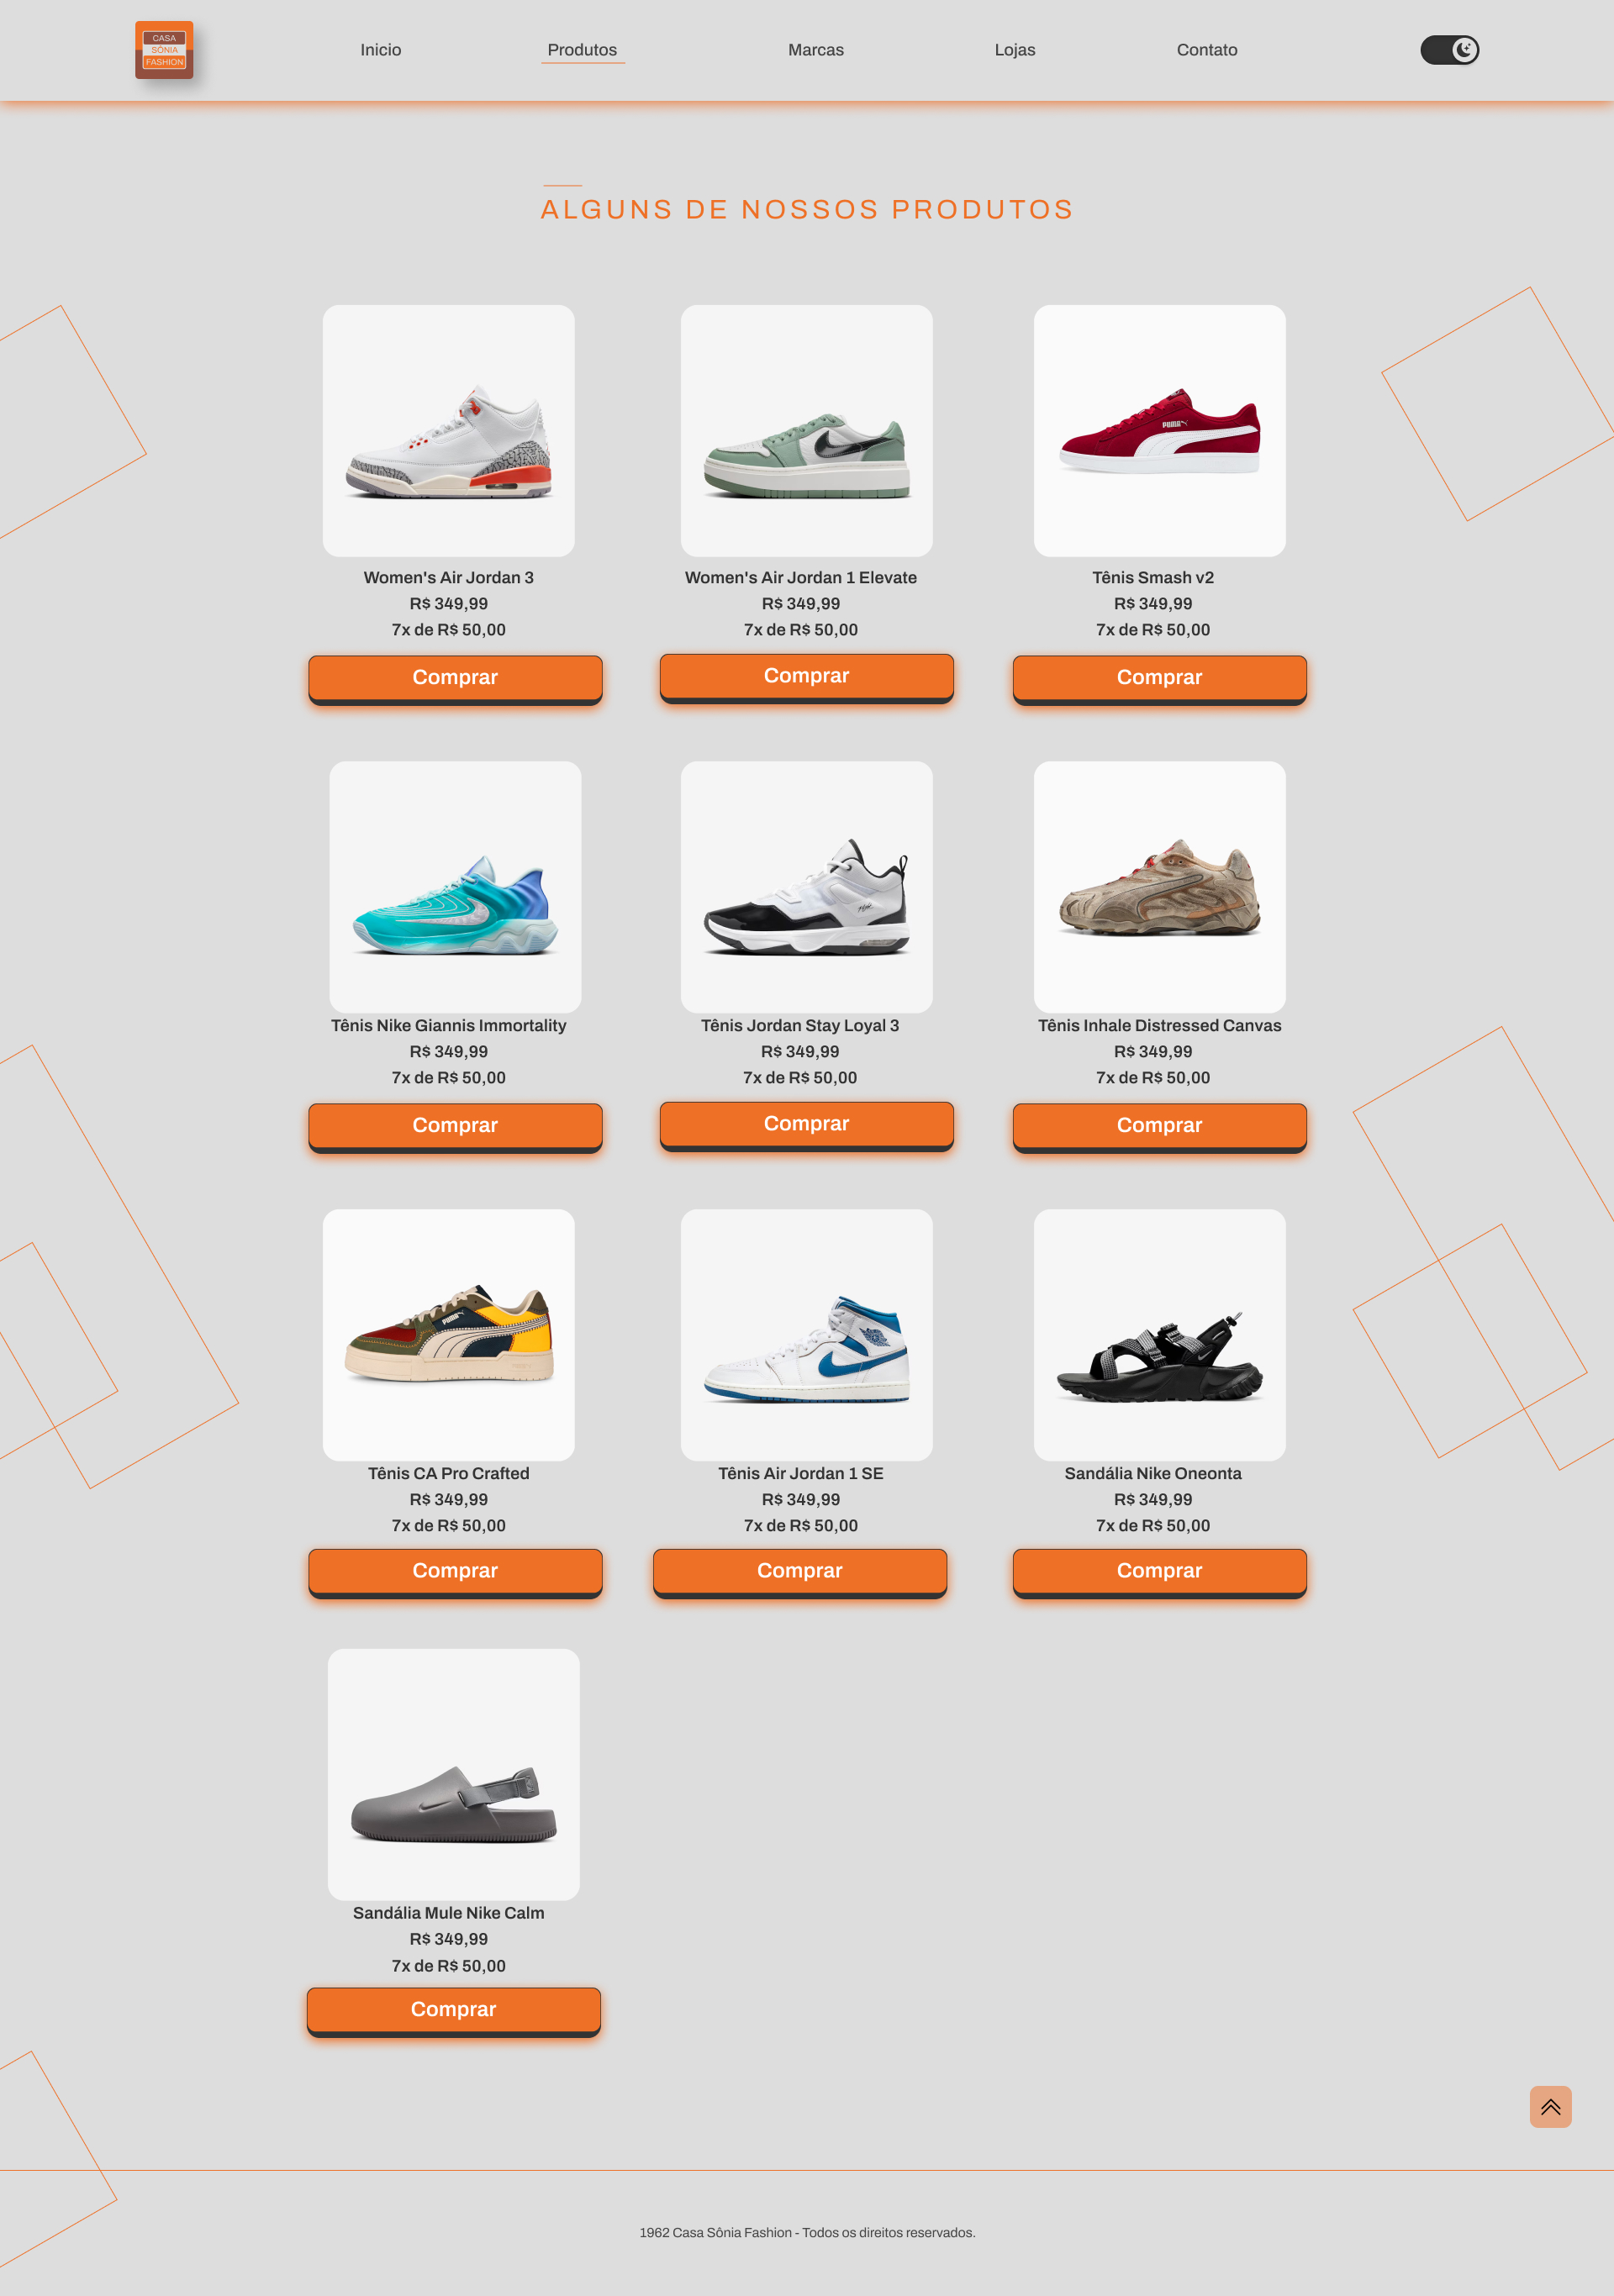 CASA
SÔNIA
FASHION
Inicio
Produtos
Marcas
Lojas
Contato
ALGUNS DE NOSSOS PRODUTOS
PUMA
Women's Air Jordan 3
R$ 349,99
7x de R$ 50,00
Comprar
Women's Air Jordan 1 Elevate
R$ 349,99
7x de R$ 50,00
Comprar
Tênis Smash v2
R$ 349,99
7x de R$ 50,00
Comprar
Tênis Nike Giannis Immortality
R$ 349,99
7x de R$ 50,00
Comprar
Tênis Jordan Stay Loyal 3
R$ 349,99
7x de R$ 50,00
Comprar
Tênis Inhale Distressed Canvas
R$ 349,99
7x de R$ 50,00
Comprar
PUMA
Tênis CA Pro Crafted
R$ 349,99
7x de R$ 50,00
Comprar
Tênis Air Jordan 1 SE
R$ 349,99
7x de R$ 50,00
Comprar
Sandália Nike Oneonta
R$ 349,99
7x de R$ 50,00
Comprar
Sandália Mule Nike Calm
R$ 349,99
7x de R$ 50,00
Comprar
1962 Casa Sônia Fashion - Todos os direitos reservados.